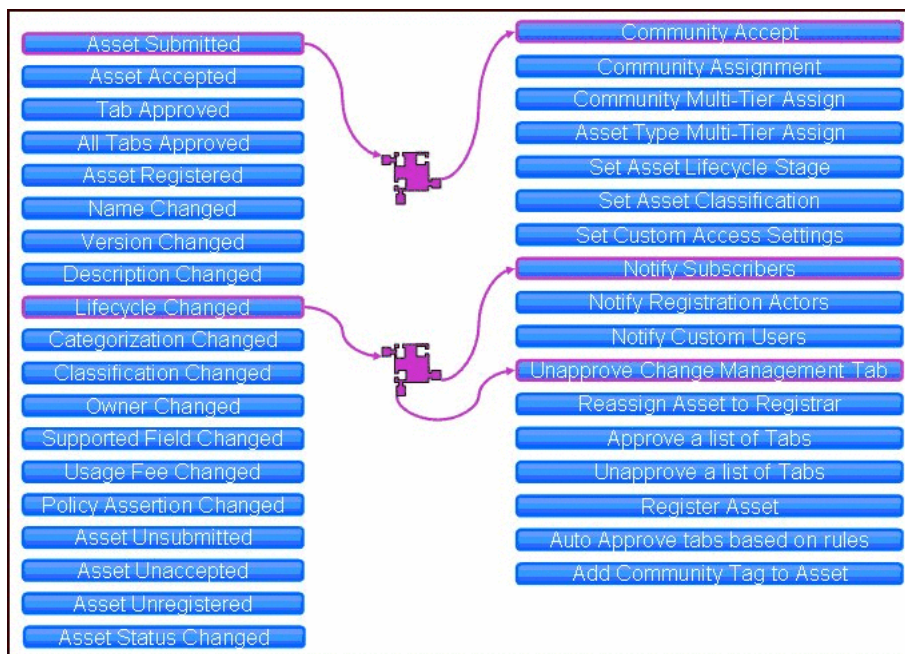 Asset Submitted
Asset Accepted
Tab Approved
All Tabs Approved
Asset Registered
Name Changed
Version Changed
Description Changed
Lifecycle Changed
Categorization Changed
Classification Changed
Owner Changed
Supported Field Changed
Usage Fee Changed
Policy Assertion Changed
Asset Unsubmitted
Asset Unaccepted
Asset Unregistered
Asset Status Changed
Community Accept
Community Assignment
Community Multi-Tier Assign
Asset Type Multi-Tier Assign
Set Asset Lifecycle Stage
Set Asset Classification
Set Custom Access Settings
Notify Subscribers
Notify Registration Actors
Notify Custom Users
Unapprove Change Management Tab
Reassign Asset to Registrar
Approve a list of Tabs
Unapprove a list of Tabs
Register Asset
Auto Approve tabs based on rules
Add Community Tag to Asset